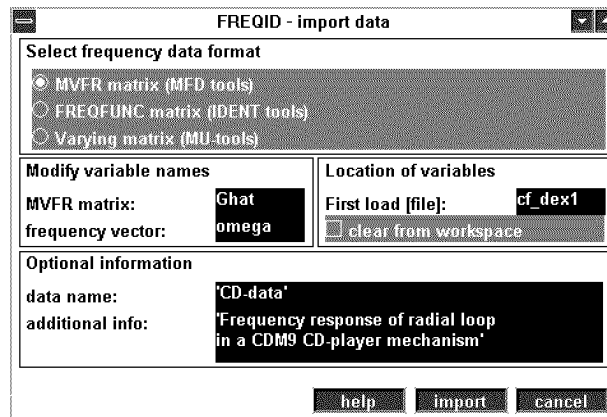 FREQID - import data
Select frequency data format
MVFR matrix (MFD tools)
FREQFUNC matrix (IDENT tools)
Varying matrix (MU-tools)
Modify variable names
MVFR matrix: Ghat
frequency vector: omega
Location of variables
First load [file]: cf_dex1
clear from workspace
Optional information
data name: 'CD-data'
additional info: 'Frequency response of radial loop
in a CDM9 CD-player mechanism'
help import cancel